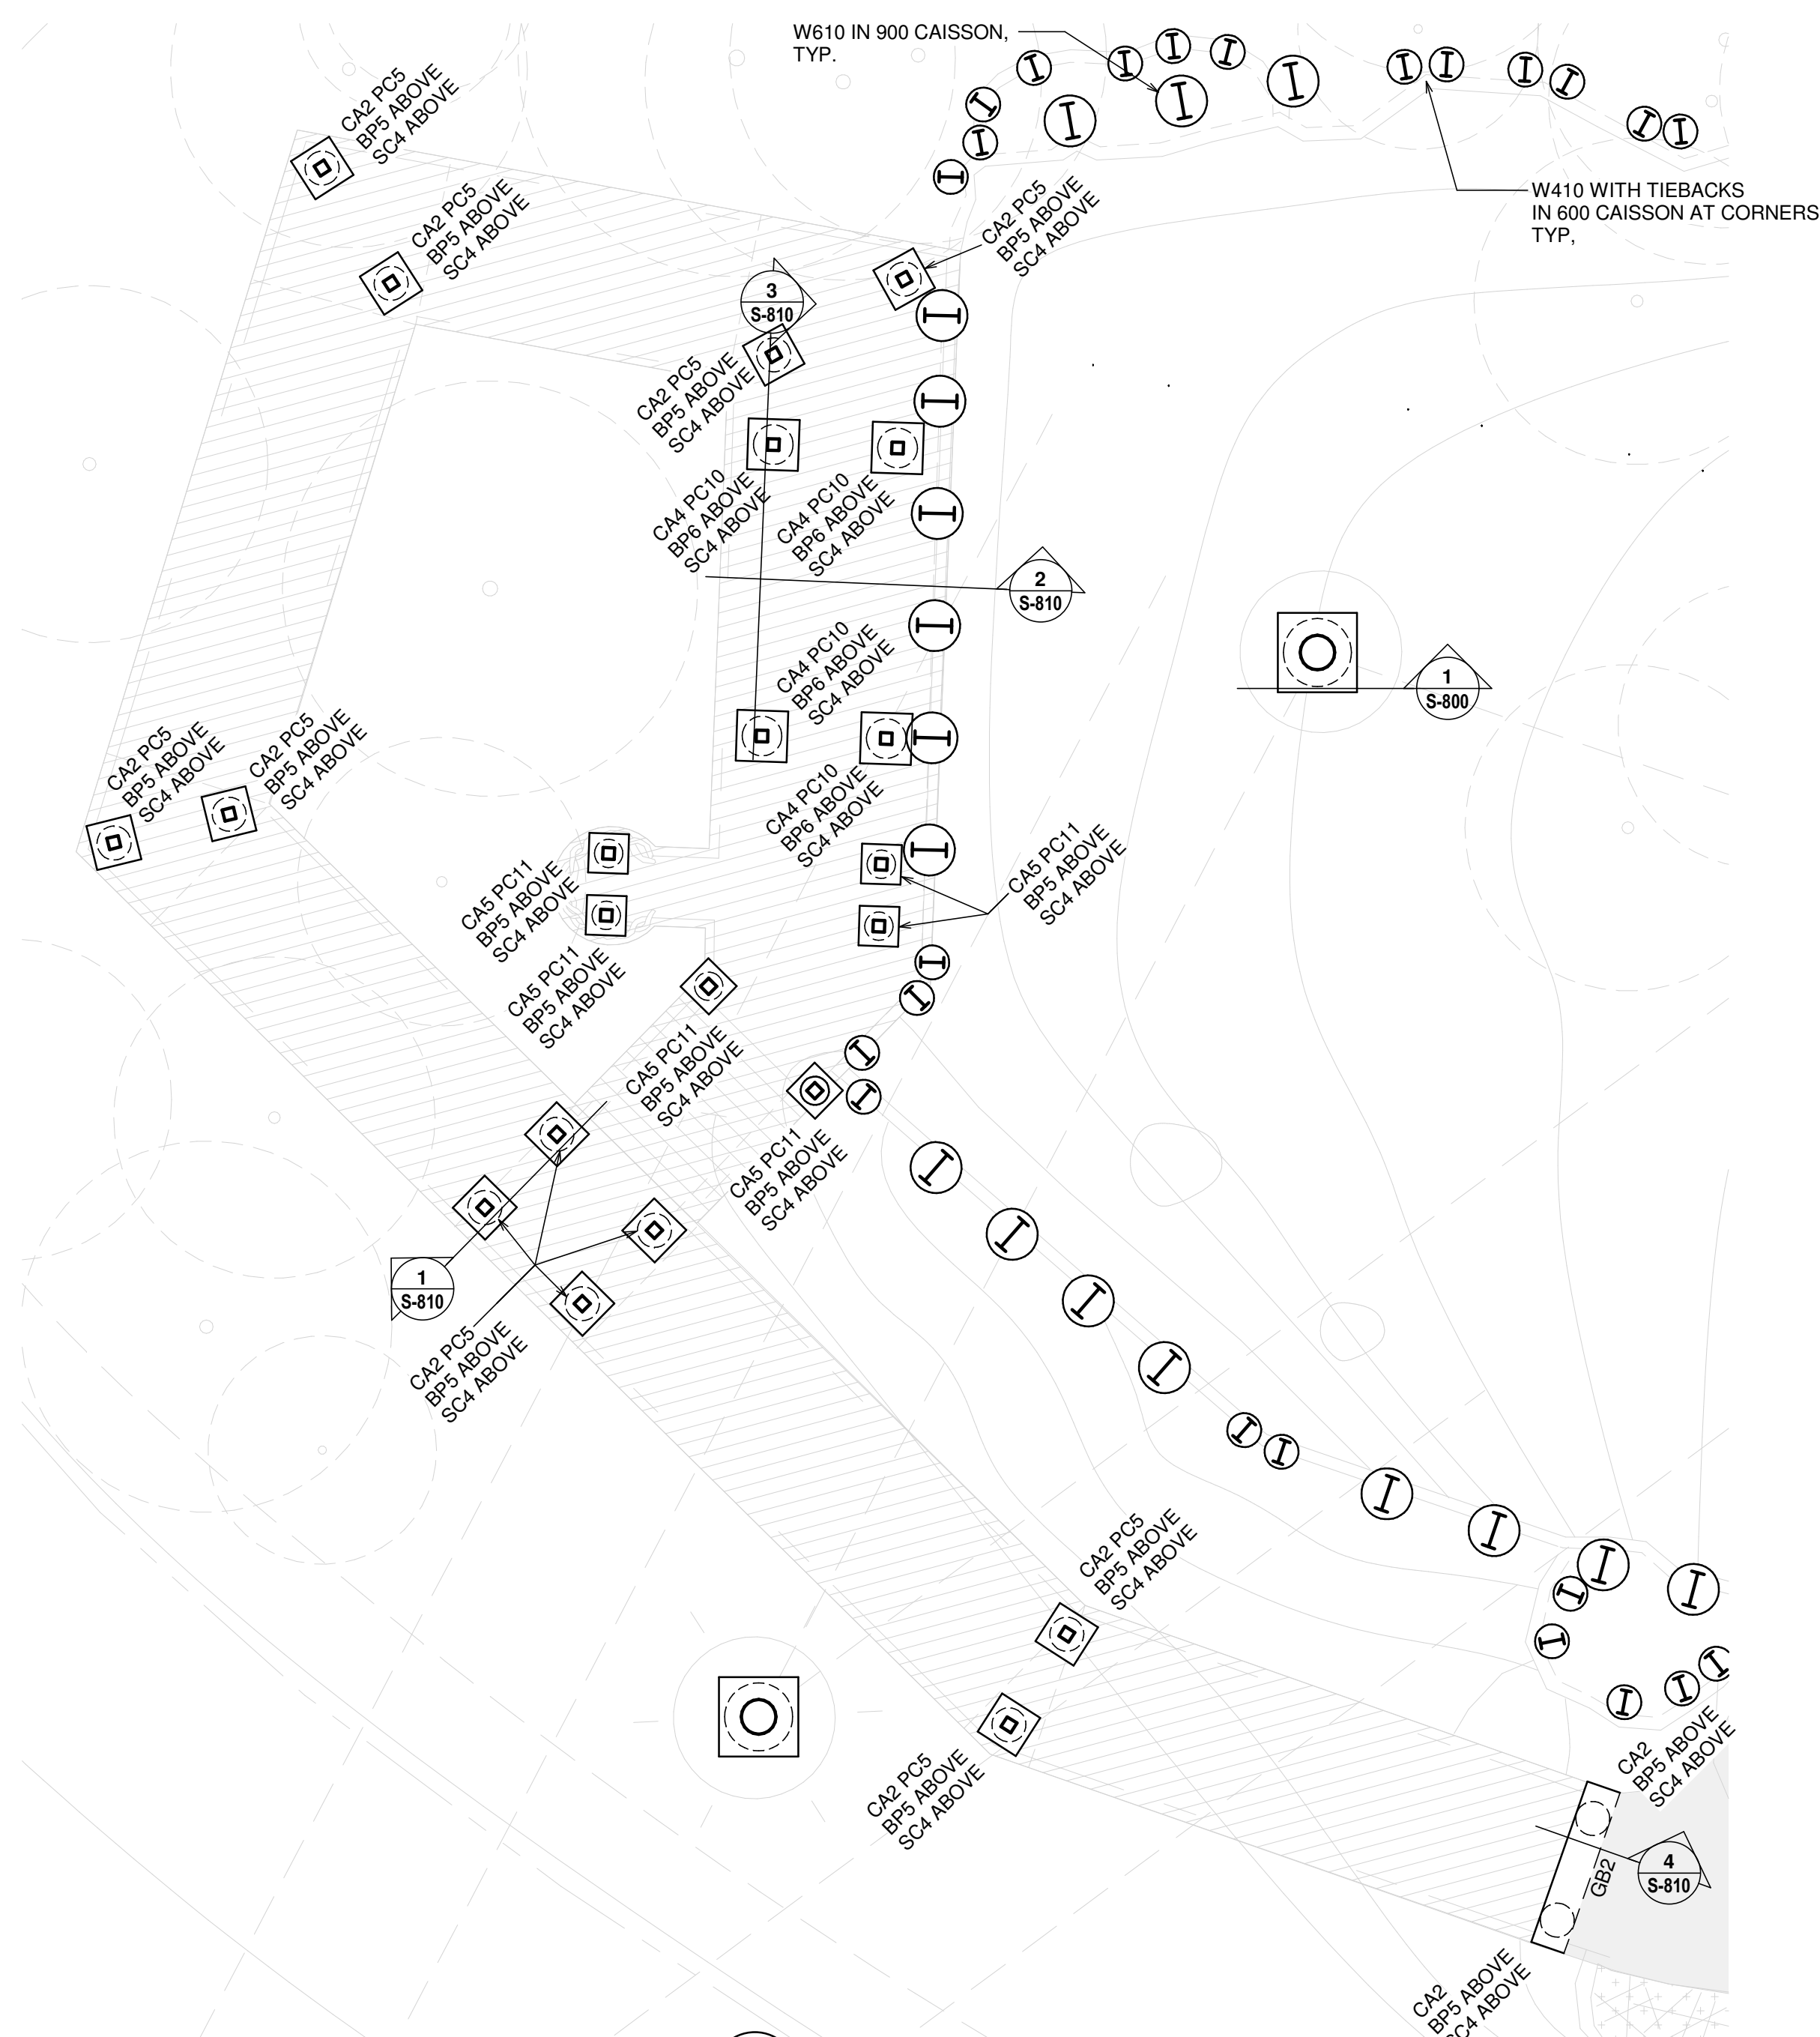 W610 IN 900 CAISSON,
TYP.
CA2 PC5
BP5 ABOVE
SC4 ABOVE
CA2 PC5
BP5 ABOVE
SC4 ABOVE
W410 WITH TIEBACKS
IN 600 CAISSON AT CORNERS
TYP,
CA2 PC5
BP5 ABOVE
SC4 ABOVE
3
S-810
CA2 PC5
BP5 ABOVE
SC4 ABOVE
CA4 PC10
BP6 ABOVE
SC4 ABOVE
CA4 PC10
BP6 ABOVE
SC4 ABOVE
2
S-810
CA4 PC10
BP6 ABOVE
SC4 ABOVE
1
S-800
CA2 PC5
BP5 ABOVE
SC4 ABOVE
CA2 PC5
BP5 ABOVE
SC4 ABOVE
CA4 PC10
BP6 ABOVE
SC4 ABOVE
CA5 PC11
BP5 ABOVE
SC4 ABOVE
CA5 PC11
BP5 ABOVE
SC4 ABOVE
CA5 PC11
BP5 ABOVE
SC4 ABOVE
CA5 PC11
BP5 ABOVE
SC4 ABOVE
CA5 PC11
BP5 ABOVE
SC4 ABOVE
1
S-810
CA2 PC5
BP5 ABOVE
SC4 ABOVE
CA2 PC5
BP5 ABOVE
SC4 ABOVE
CA2 PC5
BP5 ABOVE
SC4 ABOVE
CA2
BP5 ABOVE
SC4 ABOVE
GB2
4
S-810
CA2
BP5 ABOVE
SC4 ABOVE